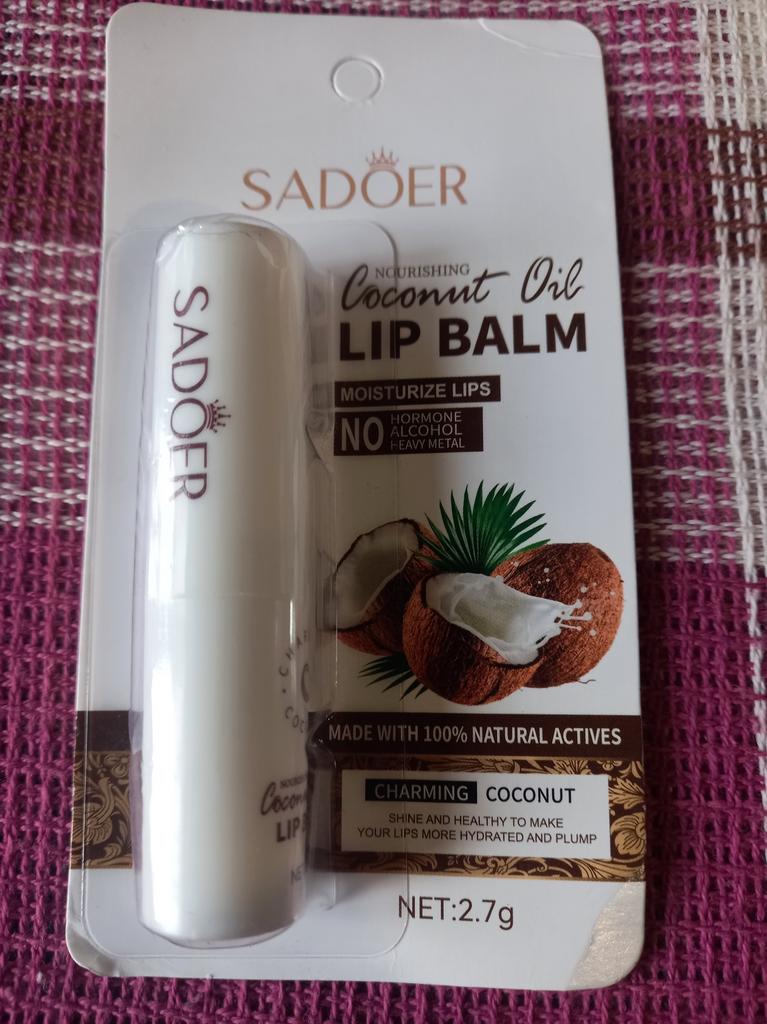 SADOER
NOURISHING
Coconut Oil
LIP BALM
MOISTURIZE LIPS
NO HORMONE
ALCOHOL
HEAVY METAL
MADE WITH 100% NATURAL ACTIVES
CHARMING COCONUT
SHINE AND HEALTHY TO MAKE
YOUR LIPS MORE HYDRATED AND PLUMP
NET:2.7g
SADOER
LIP